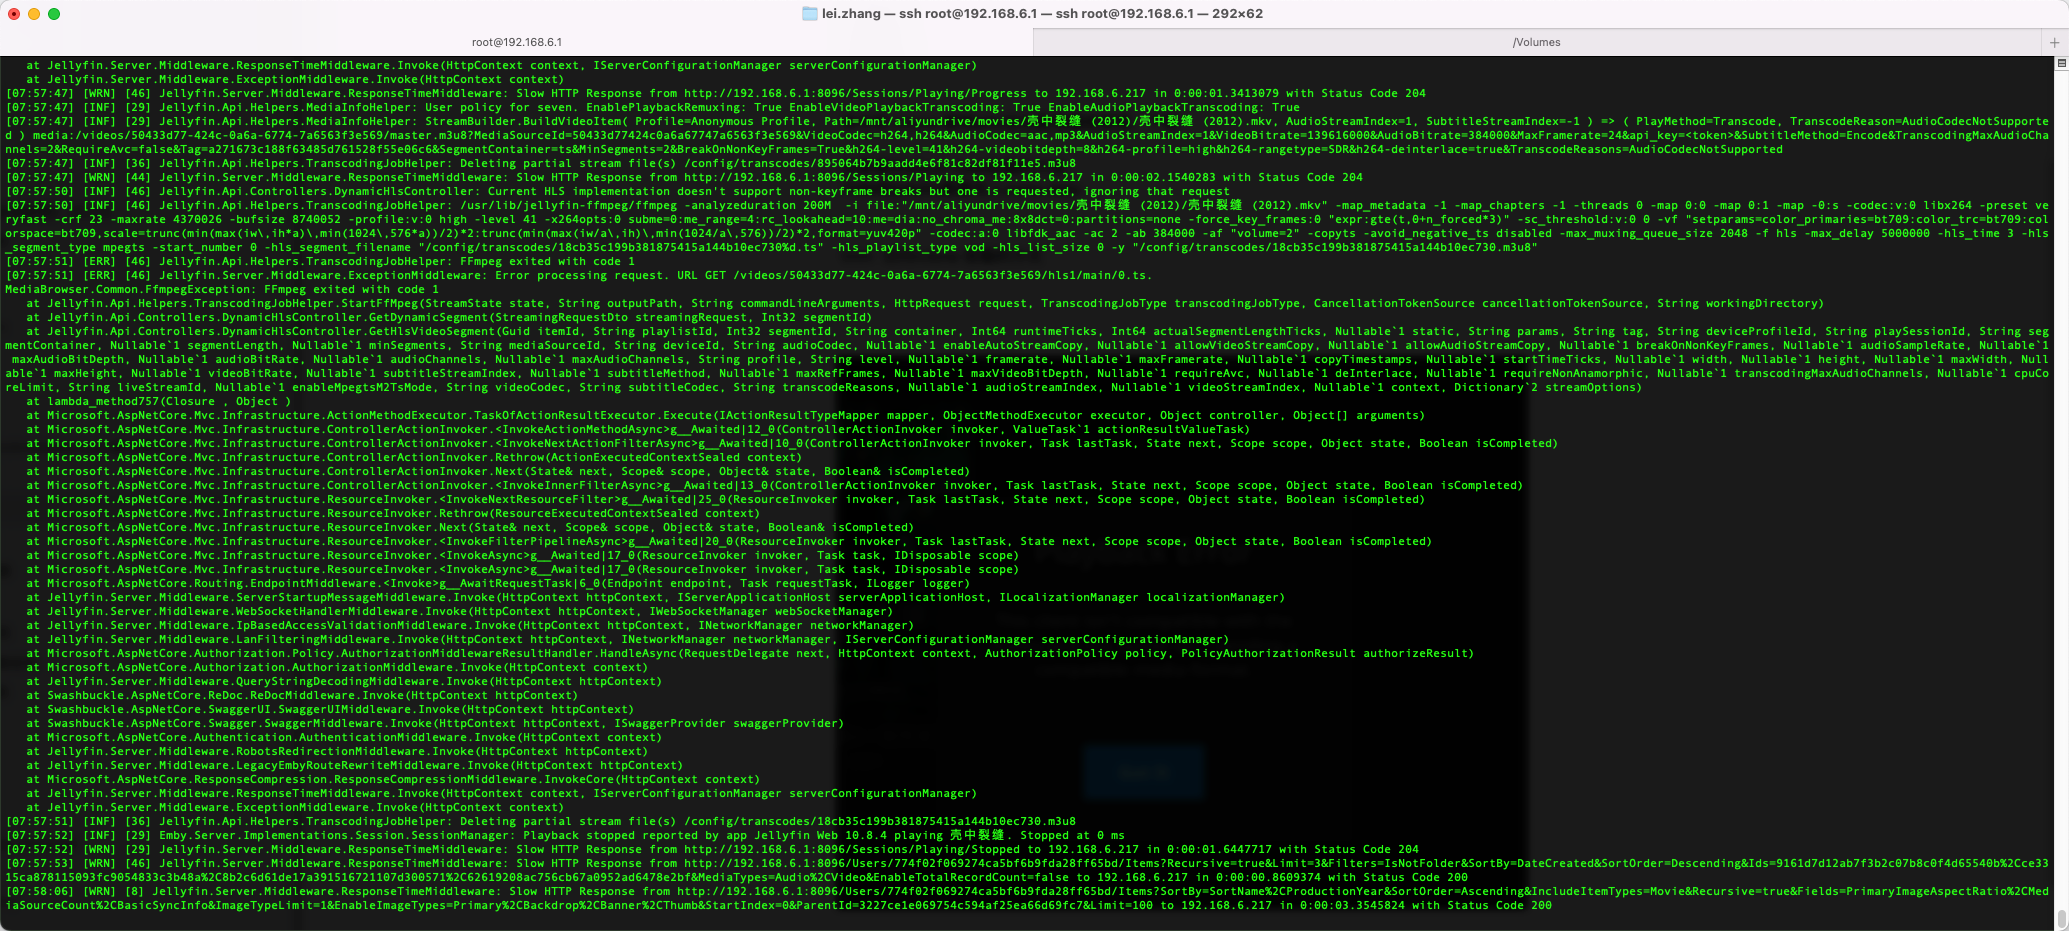 lei.zhang — ssh root@192.168.6.1 — ssh root@192.168.6.1 — 292×62
root@192.168.6.1
/Volumes
at Jellyfin.Server.Middleware.ResponseTimeMiddleware.Invoke(HttpContext context, IServerConfigurationManager serverConfigurationManager)
at Jellyfin.Server.Middleware.ExceptionMiddleware.Invoke(HttpContext context)
[07:57:47] [WRN] [46] Jellyfin.Server.Middleware.ResponseTimeMiddleware: Slow HTTP Response from http://192.168.6.1:8096/Sessions/Playing/Progress to 192.168.6.217 in 0:00:01.3413079 with Status Code 204
[07:57:47] [INF] [29] Jellyfin.Api.Helpers.MediaInfoHelper: User policy for seven. EnablePlaybackRemuxing: True EnableVideoPlaybackTranscoding: True EnableAudioPlaybackTranscoding: True
[07:57:47] [INF] [29] Jellyfin.Api.Helpers.MediaInfoHelper: StreamBuilder.BuildVideoItem( Profile=Anonymous Profile, Path=/mnt/aliyundrive/movies/壳中裂缝 (2012)/壳中裂缝 (2012).mkv, AudioStreamIndex=1, SubtitleStreamIndex=-1 ) => ( PlayMethod=Transcode, TranscodeReason=AudioCodecNotSupporte
d ) media:/videos/50433d77-424c-0a6a-6774-7a6563f3e569/master.m3u8?MediaSourceId=50433d77424c0a6a67747a6563f3e569&VideoCodec=h264,h264&AudioCodec=aac,mp3&AudioStreamIndex=1&VideoBitrate=139616000&AudioBitrate=384000&MaxFramerate=24&api_key=<token>&SubtitleMethod=Encode&TranscodingMaxAudioChan
nels=2&RequireAvc=false&Tag=a271673c188f63485d761528f55e06c6&SegmentContainer=ts&MinSegments=2&BreakOnNonKeyFrames=True&h264-level=41&h264-videobitdepth=8&h264-profile=high&h264-rangetype=SDR&h264-deinterlace=true&TranscodeReasons=AudioCodecNotSupported
[07:57:47] [INF] [36] Jellyfin.Api.Helpers.TranscodingJobHelper: Deleting partial stream file(s) /config/transcodes/895064b7b9aadd4e6f81c82df81f11e5.m3u8
[07:57:47] [WRN] [44] Jellyfin.Server.Middleware.ResponseTimeMiddleware: Slow HTTP Response from http://192.168.6.1:8096/Sessions/Playing to 192.168.6.217 in 0:00:02.1540283 with Status Code 204
[07:57:50] [INF] [46] Jellyfin.Api.Controllers.DynamicHlsController: Current HLS implementation doesn't support non-keyframe breaks but one is requested, ignoring that request
[07:57:50] [INF] [46] Jellyfin.Api.Helpers.TranscodingJobHelper: /usr/lib/jellyfin-ffmpeg/ffmpeg -analyzeduration 200M  -i file:"/mnt/aliyundrive/movies/壳中裂缝 (2012)/壳中裂缝 (2012).mkv" -map_metadata -1 -map_chapters -1 -threads 0 -map 0:0 -map 0:1 -map -0:s -codec:v:0 libx264 -preset ve
ryfast -crf 23 -maxrate 4370026 -bufsize 8740052 -profile:v:0 high -level 41 -x264opts:0 subme=0:me_range=4:rc_lookahead=10:me=dia:no_chroma_me:8x8dct=0:partitions=none -force_key_frames:0 "expr:gte(t,0+n_forced*3)" -sc_threshold:v:0 0 -vf "setparams=color_primaries=bt709:color_trc=bt709:col
orspace=bt709,scale=trunc(min(max(iw\,ih*a)\,min(1024\,576*a))/2)*2:trunc(min(max(iw/a\,ih)\,min(1024/a\,576))/2)*2,format=yuv420p" -codec:a:0 libfdk_aac -ac 2 -ab 384000 -af "volume=2" -copyts -avoid_negative_ts disabled -max_muxing_queue_size 2048 -f hls -max_delay 5000000 -hls_time 3 -hls
_segment_type mpegts -start_number 0 -hls_segment_filename "/config/transcodes/18cb35c199b381875415a144b10ec730%d.ts" -hls_playlist_type vod -hls_list_size 0 -y "/config/transcodes/18cb35c199b381875415a144b10ec730.m3u8"
[07:57:51] [ERR] [46] Jellyfin.Api.Helpers.TranscodingJobHelper: FFmpeg exited with code 1
[07:57:51] [ERR] [46] Jellyfin.Server.Middleware.ExceptionMiddleware: Error processing request. URL GET /videos/50433d77-424c-0a6a-6774-7a6563f3e569/hls1/main/0.ts.
MediaBrowser.Common.FfmpegException: FFmpeg exited with code 1
at Jellyfin.Api.Helpers.TranscodingJobHelper.StartFfMpeg(StreamState state, String outputPath, String commandLineArguments, HttpRequest request, TranscodingJobType transcodingJobType, CancellationTokenSource cancellationTokenSource, String workingDirectory)
at Jellyfin.Api.Controllers.DynamicHlsController.GetDynamicSegment(StreamingRequestDto streamingRequest, Int32 segmentId)
at Jellyfin.Api.Controllers.DynamicHlsController.GetHlsVideoSegment(Guid itemId, String playlistId, Int32 segmentId, String container, Int64 runtimeTicks, Int64 actualSegmentLengthTicks, Nullable`1 static, String params, String tag, String deviceProfileId, String playSessionId, String seg
mentContainer, Nullable`1 segmentLength, Nullable`1 minSegments, String mediaSourceId, String deviceId, String audioCodec, Nullable`1 enableAutoStreamCopy, Nullable`1 allowVideoStreamCopy, Nullable`1 allowAudioStreamCopy, Nullable`1 breakOnNonKeyFrames, Nullable`1 audioSampleRate, Nullable`1
maxAudioBitDepth, Nullable`1 audioBitRate, Nullable`1 audioChannels, Nullable`1 maxAudioChannels, String profile, String level, Nullable`1 framerate, Nullable`1 maxFramerate, Nullable`1 copyTimestamps, Nullable`1 startTimeTicks, Nullable`1 width, Nullable`1 height, Nullable`1 maxWidth, Null
able`1 maxHeight, Nullable`1 videoBitRate, Nullable`1 subtitleStreamIndex, Nullable`1 subtitleMethod, Nullable`1 maxRefFrames, Nullable`1 maxVideoBitDepth, Nullable`1 requireAvc, Nullable`1 deInterlace, Nullable`1 requireNonAnamorphic, Nullable`1 transcodingMaxAudioChannels, Nullable`1 cpuCo
reLimit, String liveStreamId, Nullable`1 enableMpegtsM2TsMode, String videoCodec, String subtitleCodec, String transcodeReasons, Nullable`1 audioStreamIndex, Nullable`1 videoStreamIndex, Nullable`1 context, Dictionary`2 streamOptions)
at lambda_method757(Closure , Object )
at Microsoft.AspNetCore.Mvc.Infrastructure.ActionMethodExecutor.TaskOfActionResultExecutor.Execute(IActionResultTypeMapper mapper, ObjectMethodExecutor executor, Object controller, Object[] arguments)
at Microsoft.AspNetCore.Mvc.Infrastructure.ControllerActionInvoker.<InvokeActionMethodAsync>g__Awaited|12_0(ControllerActionInvoker invoker, ValueTask`1 actionResultValueTask)
at Microsoft.AspNetCore.Mvc.Infrastructure.ControllerActionInvoker.<InvokeNextActionFilterAsync>g__Awaited|10_0(ControllerActionInvoker invoker, Task lastTask, State next, Scope scope, Object state, Boolean isCompleted)
at Microsoft.AspNetCore.Mvc.Infrastructure.ControllerActionInvoker.Rethrow(ActionExecutedContextSealed context)
at Microsoft.AspNetCore.Mvc.Infrastructure.ControllerActionInvoker.Next(State& next, Scope& scope, Object& state, Boolean& isCompleted)
at Microsoft.AspNetCore.Mvc.Infrastructure.ControllerActionInvoker.<InvokeInnerFilterAsync>g__Awaited|13_0(ControllerActionInvoker invoker, Task lastTask, State next, Scope scope, Object state, Boolean isCompleted)
at Microsoft.AspNetCore.Mvc.Infrastructure.ResourceInvoker.<InvokeNextResourceFilter>g__Awaited|25_0(ResourceInvoker invoker, Task lastTask, State next, Scope scope, Object state, Boolean isCompleted)
at Microsoft.AspNetCore.Mvc.Infrastructure.ResourceInvoker.Rethrow(ResourceExecutedContextSealed context)
at Microsoft.AspNetCore.Mvc.Infrastructure.ResourceInvoker.Next(State& next, Scope& scope, Object& state, Boolean& isCompleted)
at Microsoft.AspNetCore.Mvc.Infrastructure.ResourceInvoker.<InvokeFilterPipelineAsync>g__Awaited|20_0(ResourceInvoker invoker, Task lastTask, State next, Scope scope, Object state, Boolean isCompleted)
at Microsoft.AspNetCore.Mvc.Infrastructure.ResourceInvoker.<InvokeAsync>g__Awaited|17_0(ResourceInvoker invoker, Task task, IDisposable scope)
at Microsoft.AspNetCore.Mvc.Infrastructure.ResourceInvoker.<InvokeAsync>g__Awaited|17_0(ResourceInvoker invoker, Task task, IDisposable scope)
at Microsoft.AspNetCore.Routing.EndpointMiddleware.<Invoke>g__AwaitRequestTask|6_0(Endpoint endpoint, Task requestTask, ILogger logger)
at Jellyfin.Server.Middleware.ServerStartupMessageMiddleware.Invoke(HttpContext httpContext, IServerApplicationHost serverApplicationHost, ILocalizationManager localizationManager)
at Jellyfin.Server.Middleware.WebSocketHandlerMiddleware.Invoke(HttpContext httpContext, IWebSocketManager webSocketManager)
at Jellyfin.Server.Middleware.IpBasedAccessValidationMiddleware.Invoke(HttpContext httpContext, INetworkManager networkManager)
at Jellyfin.Server.Middleware.LanFilteringMiddleware.Invoke(HttpContext httpContext, INetworkManager networkManager, IServerConfigurationManager serverConfigurationManager)
at Microsoft.AspNetCore.Authorization.Policy.AuthorizationMiddlewareResultHandler.HandleAsync(RequestDelegate next, HttpContext context, AuthorizationPolicy policy, PolicyAuthorizationResult authorizeResult)
at Microsoft.AspNetCore.Authorization.AuthorizationMiddleware.Invoke(HttpContext context)
at Jellyfin.Server.Middleware.QueryStringDecodingMiddleware.Invoke(HttpContext httpContext)
at Swashbuckle.AspNetCore.ReDoc.ReDocMiddleware.Invoke(HttpContext httpContext)
at Swashbuckle.AspNetCore.SwaggerUI.SwaggerUIMiddleware.Invoke(HttpContext httpContext)
at Swashbuckle.AspNetCore.Swagger.SwaggerMiddleware.Invoke(HttpContext httpContext, ISwaggerProvider swaggerProvider)
at Microsoft.AspNetCore.Authentication.AuthenticationMiddleware.Invoke(HttpContext context)
at Jellyfin.Server.Middleware.RobotsRedirectionMiddleware.Invoke(HttpContext httpContext)
at Jellyfin.Server.Middleware.LegacyEmbyRouteRewriteMiddleware.Invoke(HttpContext httpContext)
at Microsoft.AspNetCore.ResponseCompression.ResponseCompressionMiddleware.InvokeCore(HttpContext context)
at Jellyfin.Server.Middleware.ResponseTimeMiddleware.Invoke(HttpContext context, IServerConfigurationManager serverConfigurationManager)
at Jellyfin.Server.Middleware.ExceptionMiddleware.Invoke(HttpContext context)
[07:57:51] [INF] [36] Jellyfin.Api.Helpers.TranscodingJobHelper: Deleting partial stream file(s) /config/transcodes/18cb35c199b381875415a144b10ec730.m3u8
[07:57:52] [INF] [29] Emby.Server.Implementations.Session.SessionManager: Playback stopped reported by app Jellyfin Web 10.8.4 playing 壳中裂缝. Stopped at 0 ms
[07:57:52] [WRN] [29] Jellyfin.Server.Middleware.ResponseTimeMiddleware: Slow HTTP Response from http://192.168.6.1:8096/Sessions/Playing/Stopped to 192.168.6.217 in 0:00:01.6447717 with Status Code 204
[07:57:53] [WRN] [46] Jellyfin.Server.Middleware.ResponseTimeMiddleware: Slow HTTP Response from http://192.168.6.1:8096/Users/774f02f069274ca5bf6b9fda28ff65bd/Items?Recursive=true&Limit=3&Filters=IsNotFolder&SortBy=DateCreated&SortOrder=Descending&Ids=9161d7d12ab7f3b2c07b8c0f4d65540b%2Cce33
15ca878115093fc9054833c3b48a%2C8b2c6d61de17a391516721107d300571%2C62619208ac756cb67a0952ad6478e2bf&MediaTypes=Audio%2CVideo&EnableTotalRecordCount=false to 192.168.6.217 in 0:00:00.8609374 with Status Code 200
[07:58:06] [WRN] [8] Jellyfin.Server.Middleware.ResponseTimeMiddleware: Slow HTTP Response from http://192.168.6.1:8096/Users/774f02f069274ca5bf6b9fda28ff65bd/Items?SortBy=SortName%2CProductionYear&SortOrder=Ascending&IncludeItemTypes=Movie&Recursive=true&Fields=PrimaryImageAspectRatio%2CMed
iaSourceCount%2CBasicSyncInfo&ImageTypeLimit=1&EnableImageTypes=Primary%2CBackdrop%2CBanner%2CThumb&StartIndex=0&ParentId=3227ce1e069754c594af25ea66d69fc7&Limit=100 to 192.168.6.217 in 0:00:03.3545824 with Status Code 200